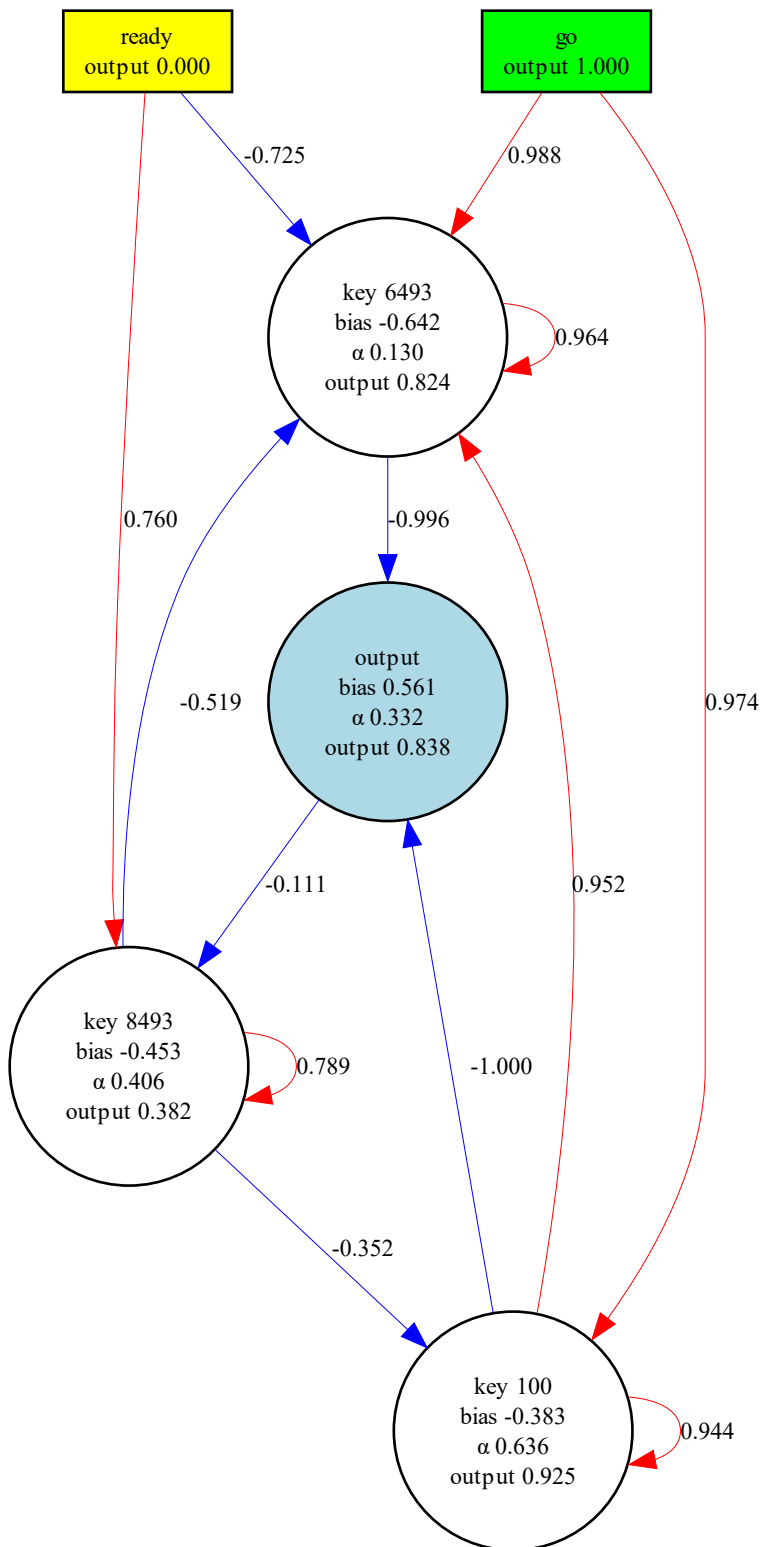 ready
output 0.000
go
output 1.000
-0.725
0.988
key 6493
bias -0.642
α 0.130
output 0.824
0.964
0.760
-0.996
-0.519
output
bias 0.561
α 0.332
output 0.838
0.974
-0.111
0.952
key 8493
bias -0.453
α 0.406
output 0.382
0.789
-1.000
-0.352
key 100
bias -0.383
α 0.636
output 0.925
0.944